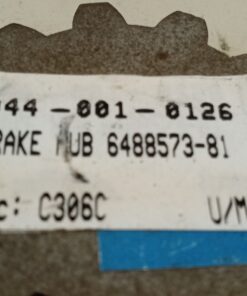 44-001-0126
RAKE HUB 6488573-81
c: C306C U/M